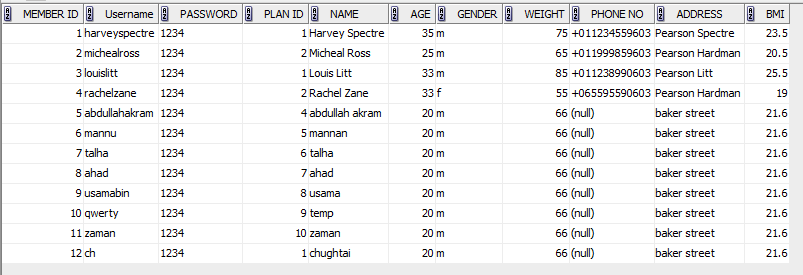 MEMBER ID Username PASSWORD PLAN ID NAME AGE GENDER WEIGHT PHONE NO ADDRESS BMI
1 harveyspectre 1234 1 Harvey Spectre 35 m 75 +011234559603 Pearson Spectre 23.5
2 michealross 1234 2 Micheal Ross 25 m 65 +011999859603 Pearson Hardman 20.5
3 louislitt 1234 1 Louis Litt 33 m 85 +011238990603 Pearson Litt 25.5
4 rachelzane 1234 2 Rachel Zane 33 f 55 +065595590603 Pearson Hardman 19
5 abdullahakram 1234 4 abdullah akram 20 m 66 (null) baker street 21.6
6 mannu 1234 5 mannan 20 m 66 (null) baker street 21.6
7 talha 1234 6 talha 20 m 66 (null) baker street 21.6
8 ahad 1234 7 ahad 20 m 66 (null) baker street 21.6
9 usamabin 1234 8 usama 20 m 66 (null) baker street 21.6
10 qwerty 1234 9 temp 20 m 66 (null) baker street 21.6
11 zaman 1234 10 zaman 20 m 66 (null) baker street 21.6
12 ch 1234 1 chughtai 20 m 66 (null) baker street 21.6